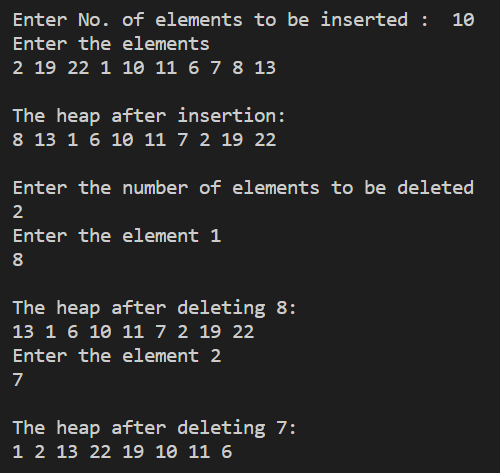 Enter No. of elements to be inserted :  10
Enter the elements
2 19 22 1 10 11 6 7 8 13
The heap after insertion:
8 13 1 6 10 11 7 2 19 22
Enter the number of elements to be deleted
2
Enter the element 1
8
The heap after deleting 8:
13 1 6 10 11 7 2 19 22
Enter the element 2
7
The heap after deleting 7:
1 2 13 22 19 10 11 6